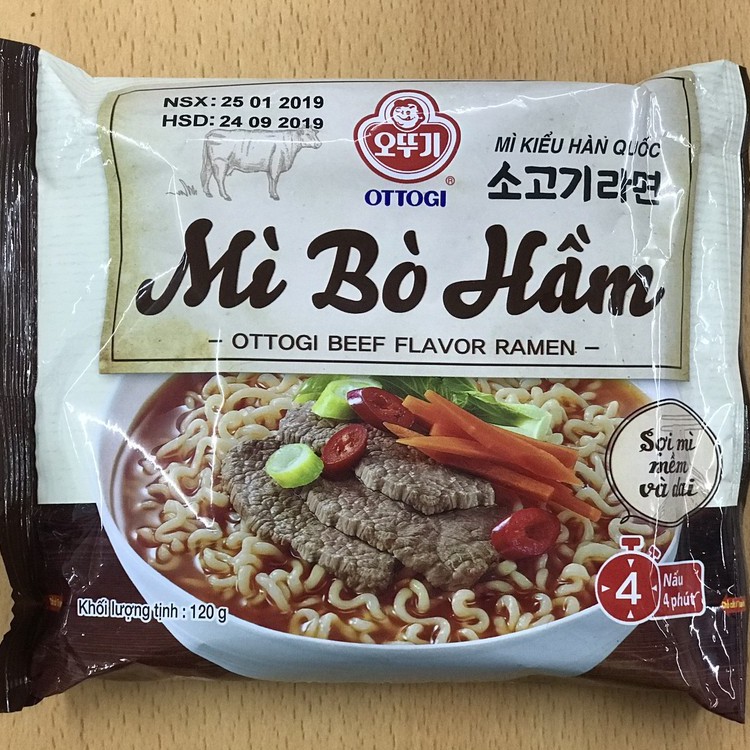 NSX: 25 01 2019
HSD: 24 09 2019
오뚜기
OTTOGI ®
MÌ KIỂU HÀN QUỐC
소고기라면
Mì Bò Hầm
- OTTOGI BEEF FLAVOR RAMEN -
Sợi mì
mềm
và dai
4
Nấu
4 phút
Khối lượng tịnh : 120 g